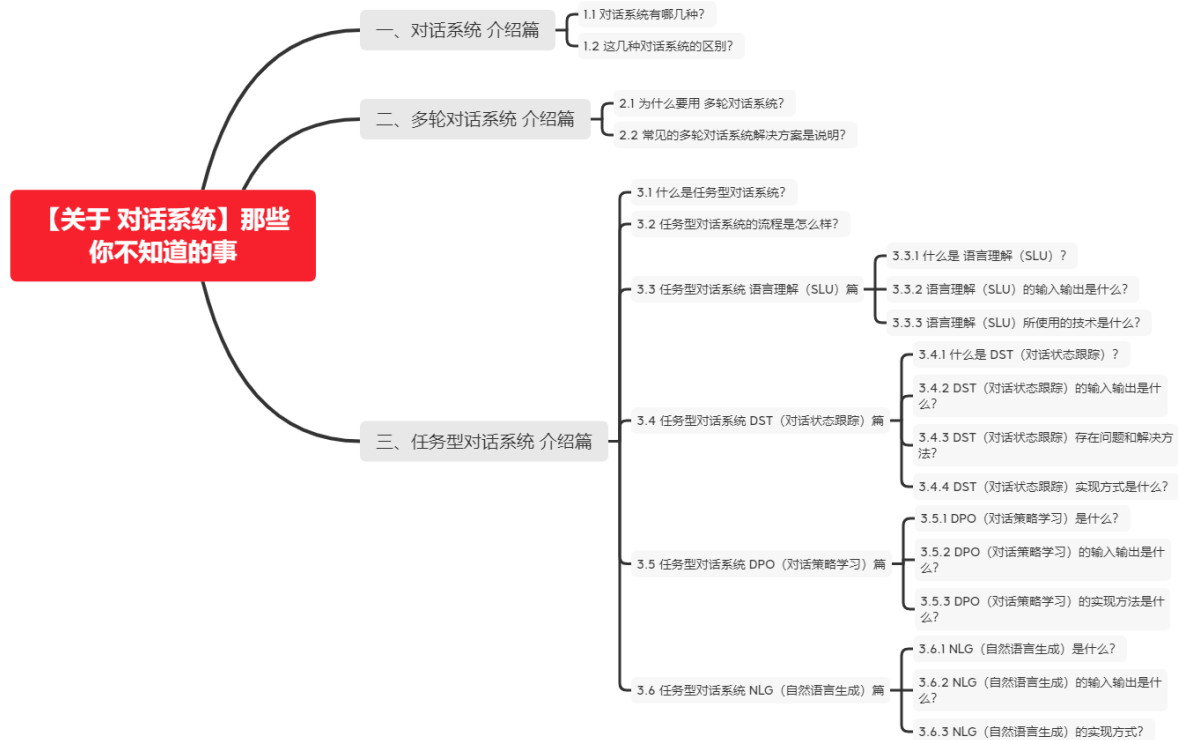 【关于 对话系统】那些
你不知道的事
一、对话系统 介绍篇
1.1 对话系统有哪几种？
1.2 这几种对话系统的区别？
二、多轮对话系统 介绍篇
2.1 为什么要用 多轮对话系统？
2.2 常见的多轮对话系统解决方案是说明？
三、任务型对话系统 介绍篇
3.1 什么是任务型对话系统？
3.2 任务型对话系统的流程是怎么样？
3.3 任务型对话系统 语言理解（SLU）篇
3.3.1 什么是 语言理解（SLU）？
3.3.2 语言理解（SLU）的输入输出是什么？
3.3.3 语言理解（SLU）所使用的技术是什么？
3.4 任务型对话系统 DST（对话状态跟踪）篇
3.4.1 什么是 DST（对话状态跟踪）？
3.4.2 DST（对话状态跟踪）的输入输出是什
么？
3.4.3 DST（对话状态跟踪）存在问题和解决方
法？
3.4.4 DST（对话状态跟踪）实现方式是什么？
3.5 任务型对话系统 DPO（对话策略学习）篇
3.5.1 DPO（对话策略学习）是什么？
3.5.2 DPO（对话策略学习）的输入输出是什
么？
3.5.3 DPO（对话策略学习）的实现方法是什
么？
3.6 任务型对话系统 NLG（自然语言生成）篇
3.6.1 NLG（自然语言生成）是什么？
3.6.2 NLG（自然语言生成）的输入输出是什
么？
3.6.3 NLG（自然语言生成）的实现方式？